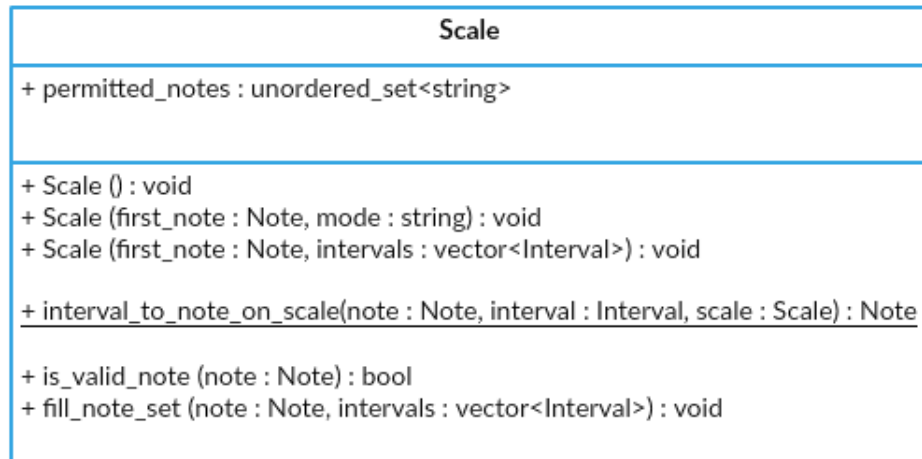 Scale
+ permitted_notes : unordered_set<string>
+ Scale () : void
+ Scale (first_note : Note, mode : string) : void
+ Scale (first_note : Note, intervals : vector<Interval>) : void
+ interval_to_note_on_scale(note : Note, interval : Interval, scale : Scale) : Note
+ is_valid_note (note : Note) : bool
+ fill_note_set (note : Note, intervals : vector<Interval>) : void